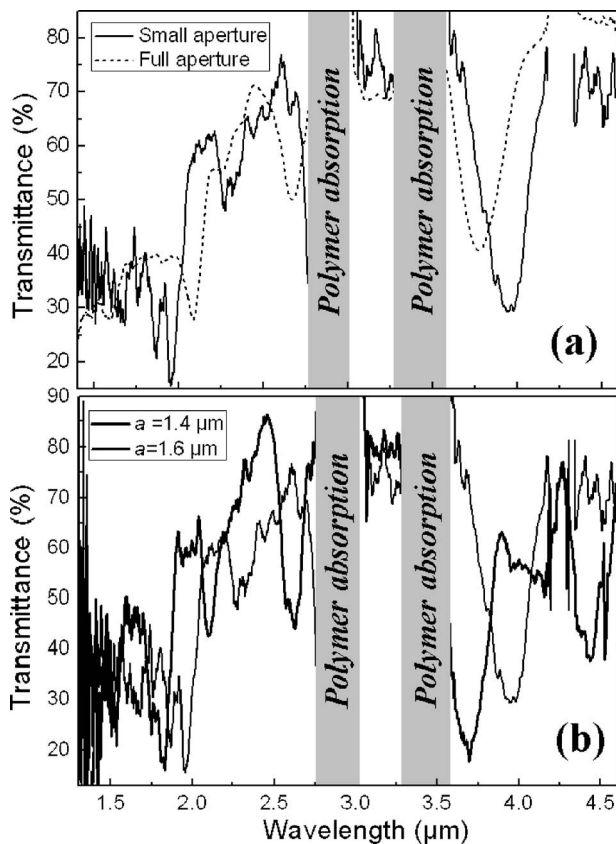 80
70
60
50
40
30
20
Transmittance (%)
Small aperture
Full aperture
Polymer absorption
Polymer absorption
(a)
90
80
70
60
50
40
30
20
Transmittance (%)
a =1.4 μm
a=1.6 μm
Polymer absorption
Polymer absorption
(b)
1.5 2.0 2.5 3.0 3.5 4.0 4.5
Wavelength (μm)